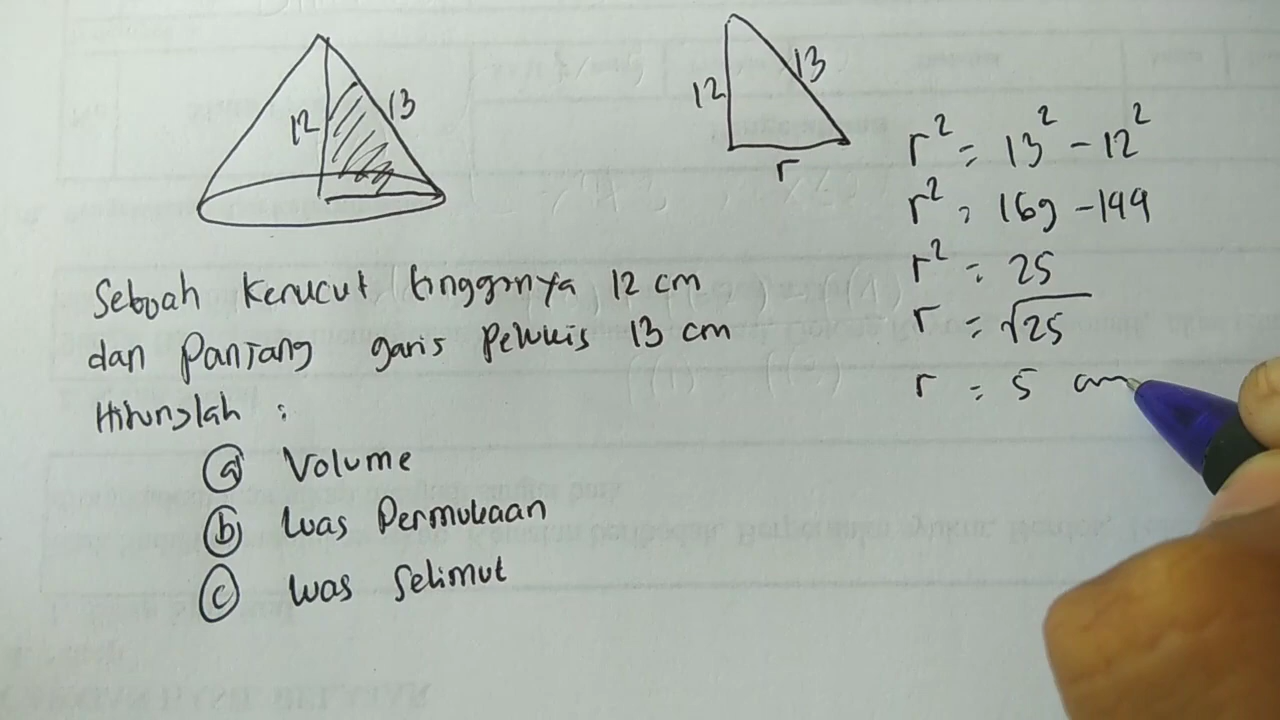 12
13
12
13
r
r² = 13² - 12²
r² = 169 - 144
r² = 25
r = √25
r = 5 cm
Sebuah Kerucut tingginya 12 cm
dan Panjang garis Pelukis 13 cm
Hitunglah :
a Volume
b Luas Permukaan
c Luas Selimut